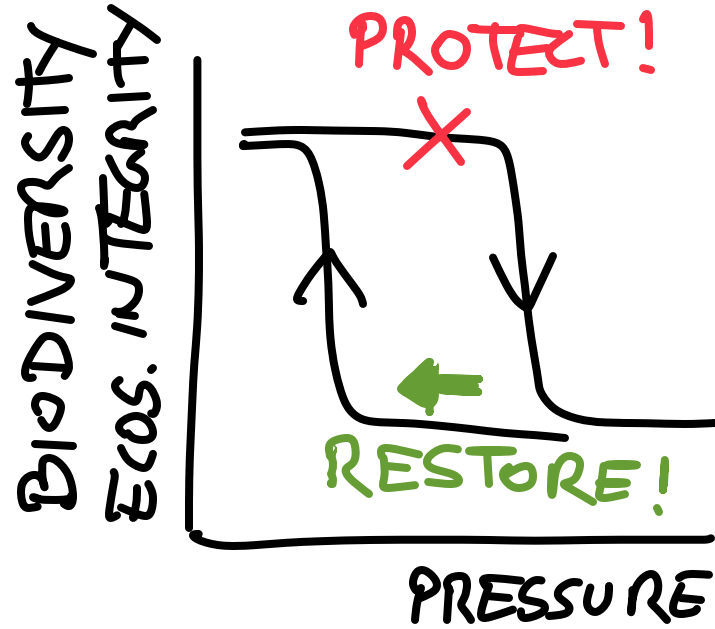 BIODIVERSITY
ECOS. INTEGRITY
PROTECT!
RESTORE!
PRESSURE